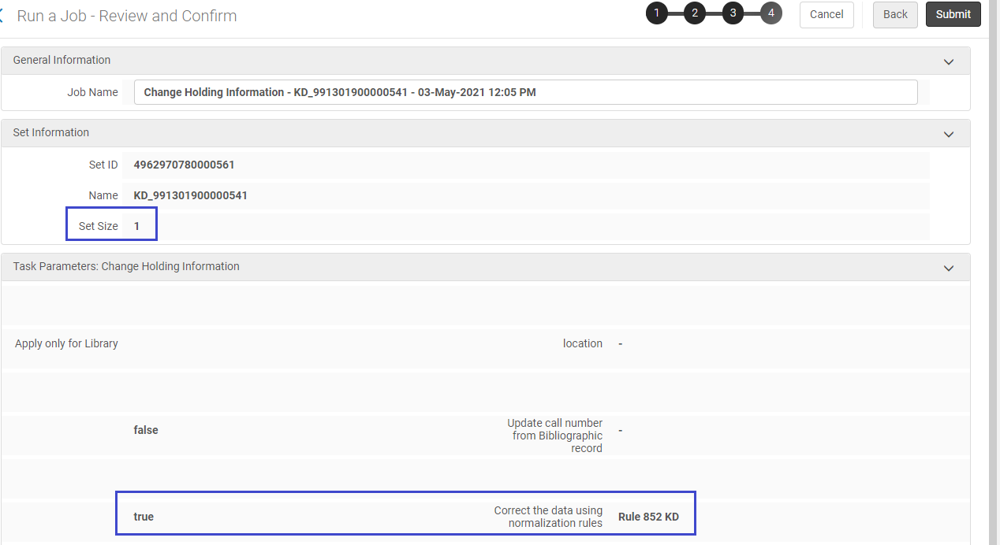 Run a Job - Review and Confirm
1 2 3 4
Cancel
Back
Submit
General Information
Job Name Change Holding Information - KD_991301900000541 - 03-May-2021 12:05 PM
Set Information
Set ID 4962970780000561
Name KD_991301900000541
Set Size 1
Task Parameters: Change Holding Information
Apply only for Library location -
false Update call number
from Bibliographic -
record
true Correct the data using
normalization rules Rule 852 KD